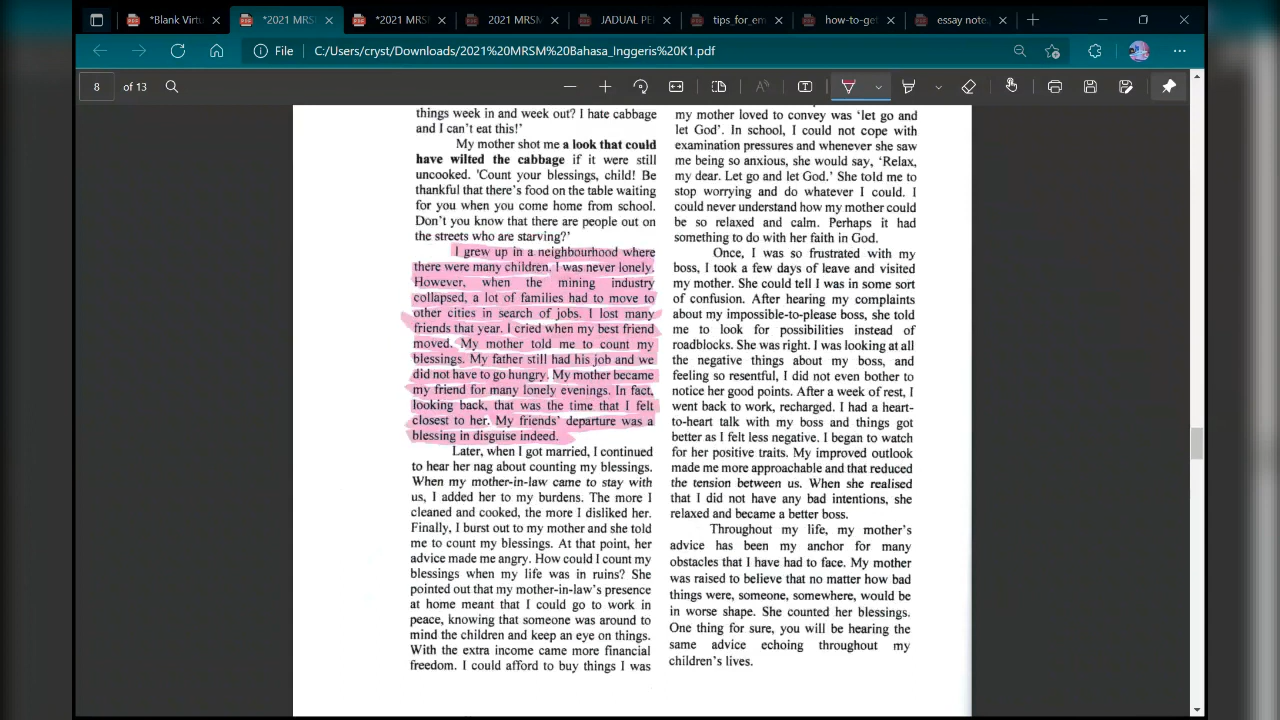 *Blank Virtu
*2021 MRSM
*2021 MRSM
2021 MRSM
JADUAL PE
tips_for_em
how-to-get
essay note.
File
C:/Users/cryst/Downloads/2021%20MRSM%20Bahasa_Inggeris%20K1.pdf
8 of 13
things week in and week out? I hate cabbage
and I can't eat this!'
My mother shot me a look that could
have wilted the cabbage if it were still
uncooked. 'Count your blessings, child! Be
thankful that there's food on the table waiting
for you when you come home from school.
Don't you know that there are people out on
the streets who are starving?'
I grew up in a neighbourhood where
there were many children. I was never lonely.
However, when the mining industry
collapsed, a lot of families had to move to
other cities in search of jobs. I lost many
friends that year. I cried when my best friend
moved. My mother told me to count my
blessings. My father still had his job and we
did not have to go hungry. My mother became
my friend for many lonely evenings. In fact,
looking back, that was the time that I felt
closest to her. My friends' departure was a
blessing in disguise indeed.
Later, when I got married, I continued
to hear her nag about counting my blessings.
When my mother-in-law came to stay with
us, I added her to my burdens. The more I
cleaned and cooked, the more I disliked her.
Finally, I burst out to my mother and she told
me to count my blessings. At that point, her
advice made me angry. How could I count my
blessings when my life was in ruins? She
pointed out that my mother-in-law's presence
at home meant that I could go to work in
peace, knowing that someone was around to
mind the children and keep an eye on things.
With the extra income came more financial
freedom. I could afford to buy things I was
my mother loved to convey was 'let go and
let God'. In school, I could not cope with
examination pressures and whenever she saw
me being so anxious, she would say, 'Relax,
my dear. Let go and let God.' She told me to
stop worrying and do whatever I could. I
could never understand how my mother could
be so relaxed and calm. Perhaps it had
something to do with her faith in God.
Once, I was so frustrated with my
boss, I took a few days of leave and visited
my mother. She could tell I was in some sort
of confusion. After hearing my complaints
about my impossible-to-please boss, she told
me to look for possibilities instead of
roadblocks. She was right. I was looking at all
the negative things about my boss, and
feeling so resentful, I did not even bother to
notice her good points. After a week of rest, I
went back to work, recharged. I had a heart-
to-heart talk with my boss and things got
better as I felt less negative. I began to watch
for her positive traits. My improved outlook
made me more approachable and that reduced
the tension between us. When she realised
that I did not have any bad intentions, she
relaxed and became a better boss.
Throughout my life, my mother's
advice has been my anchor for many
obstacles that I have had to face. My mother
was raised to believe that no matter how bad
things were, someone, somewhere, would be
in worse shape. She counted her blessings.
One thing for sure, you will be hearing the
same advice echoing throughout my
children's lives.